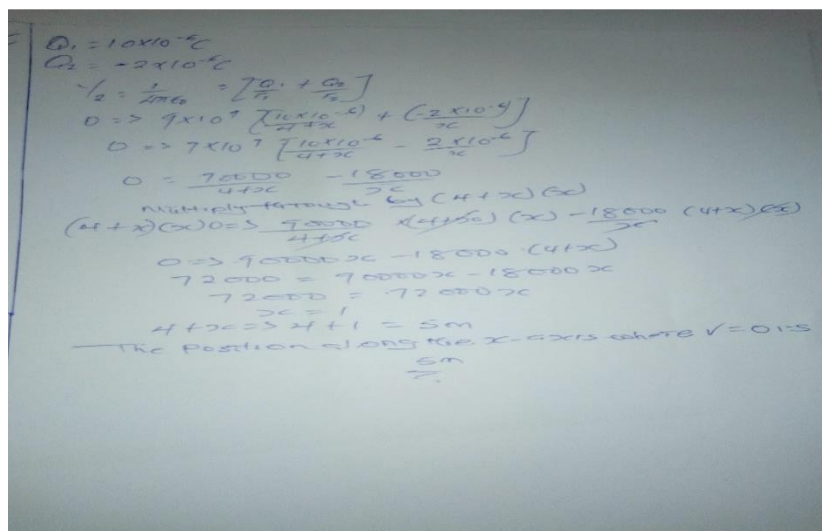 Q₁ = 10×10⁻⁶C
Q₂ = -2×10⁻⁶C
= 1/4πε₀ = [Q₁/r₁ + Q₂/r₂]
0 => 9×10⁹ [(10×10⁻⁶)/(4+x) + (-2×10⁻⁶)/x]
0 => 9×10⁹ [10×10⁻⁶/(4+x) - 2×10⁻⁶/x]
0 = 90000/(4+x) - 18000/x
Multiply through by (4+x)(x)
(4+x)(x)0 => 90000/(4+x) × (4+x)(x) - 18000/x (4+x)(x)
0 => 90000x - 18000(4+x)
72000 = 90000x - 18000x
72000 = 72000x
x = 1
4+x => 4+1 = 5m
The position along the x-axis where V=0 is
5m